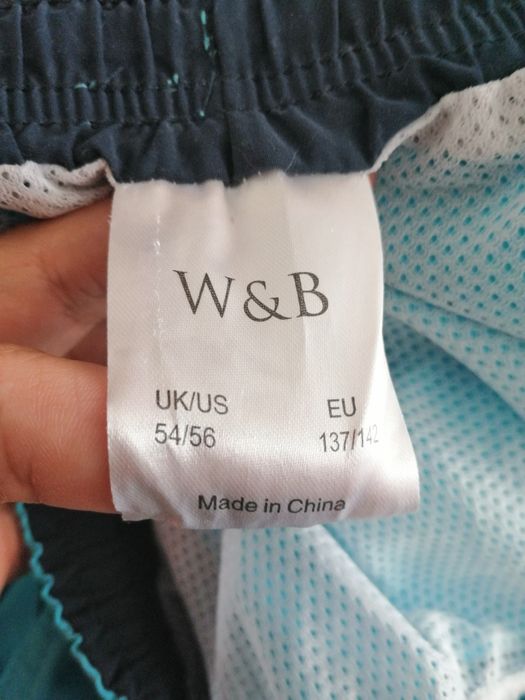 W&B
UK/US EU
54/56 137/142
Made in China